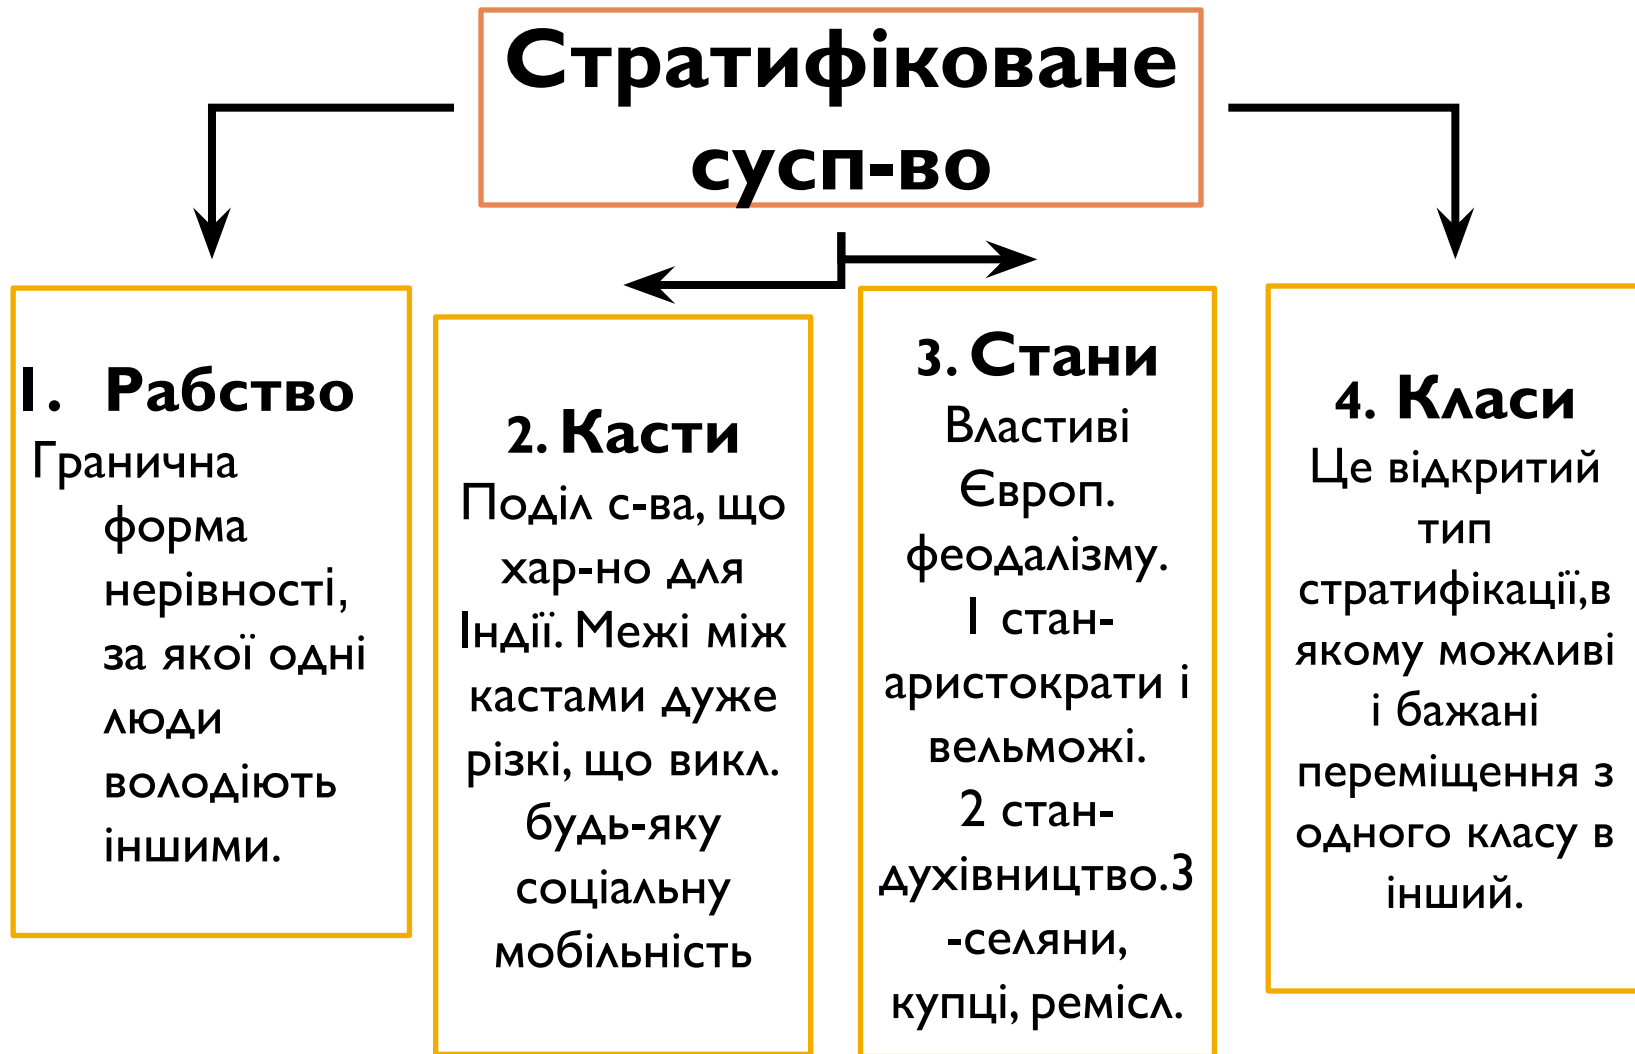 Стратифіковане
сусп-во
1. Рабство
Гранична
форма
нерівності,
за якої одні
люди
володіють
іншими.
2. Касти
Поділ с-ва, що
хар-но для
Індії. Межі між
кастами дуже
різкі, що викл.
будь-яку
соціальну
мобільність
3. Стани
Властиві
Європ.
феодалізму.
1 стан-
аристократи і
вельможі.
2 стан-
духівництво.3
-селяни,
купці, ремісл.
4. Класи
Це відкритий
тип
стратифікації,в
якому можливі
і бажані
переміщення з
одного класу в
інший.